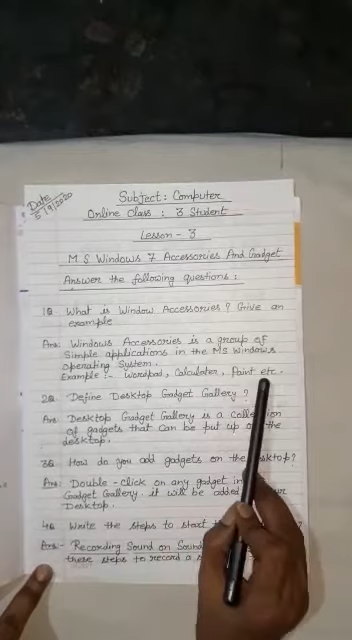 Date
5/9/2020
Subject: Computer
Online Class: 3 Student
Lesson - 3
M S Windows 7 Accessories And Gadget
Answer the following questions:
1Q. What is Window Accessories? Give an
example
Ans: Windows Accessories is a group of
Simple applications in the MS Windows
operating System.
Example :- Wordpad, Calculater, Paint etc.
2Q. Define Desktop Gadget Gallery?
Ans: Desktop Gadget Gallery is a collection
of gadgets that can be put up on the
desktop.
3Q. How do you add gadgets on the desktop?
Ans: Double-click on any gadget in
Gadget Gallery. it will be added
Desktop.
4Q. Write the steps to start ?
Ans:- Recording Sound on Sound
these steps to record a